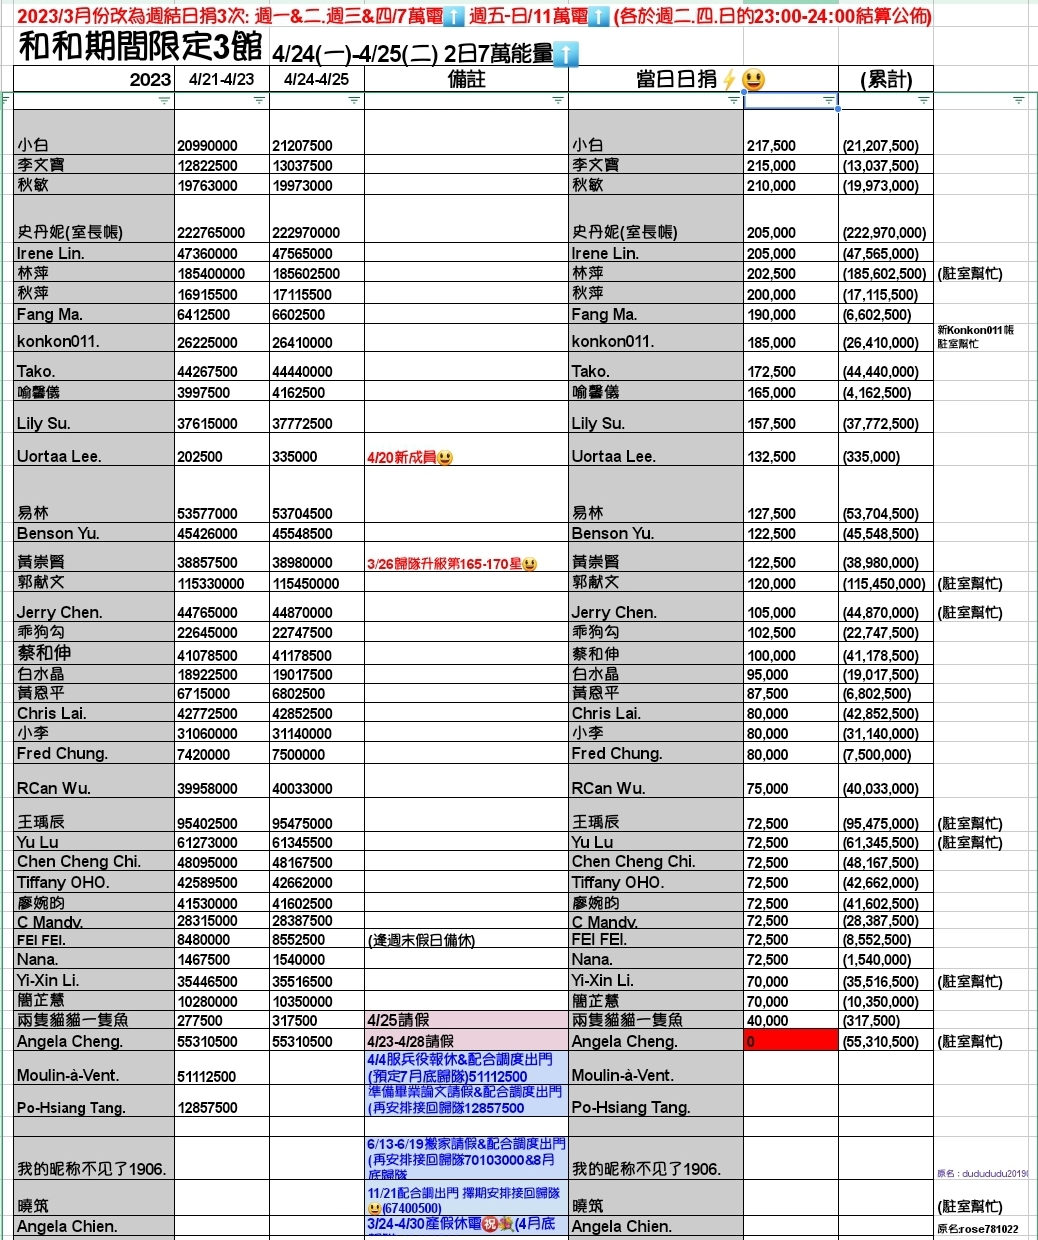 2023/3月份改為週結日捐3次: 週一&二.週三&四/7萬電⬆️ 週五-日/11萬電⬆️ (各於週二.四.日的23:00-24:00結算公佈)
和和期間限定3館 4/24(一)-4/25(二) 2日7萬能量⬆️
2023 4/21-4/23 4/24-4/25 備註 當日日捐⚡😃 (累計)
小白 20990000 21207500 小白 217,500 (21,207,500)
李文寶 12822500 13037500 李文寶 215,000 (13,037,500)
秋敏 19763000 19973000 秋敏 210,000 (19,973,000)
史丹妮(室長帳) 222765000 222970000 史丹妮(室長帳) 205,000 (222,970,000)
Irene Lin. 47360000 47565000 Irene Lin. 205,000 (47,565,000)
林萍 185400000 185602500 林萍 202,500 (185,602,500) (駐室幫忙)
秋萍 16915500 17115500 秋萍 200,000 (17,115,500)
Fang Ma. 6412500 6602500 Fang Ma. 190,000 (6,602,500)
konkon011. 26225000 26410000 konkon011. 185,000 (26,410,000) 新Konkon011帳
駐室幫忙
Tako. 44267500 44440000 Tako. 172,500 (44,440,000)
喻馨儀 3997500 4162500 喻馨儀 165,000 (4,162,500)
Lily Su. 37615000 37772500 Lily Su. 157,500 (37,772,500)
Uortaa Lee. 202500 335000 4/20新成員😃 Uortaa Lee. 132,500 (335,000)
易林 53577000 53704500 易林 127,500 (53,704,500)
Benson Yu. 45426000 45548500 Benson Yu. 122,500 (45,548,500)
黃崇賢 38857500 38980000 3/26歸隊升級第165-170星😃 黃崇賢 122,500 (38,980,000)
郭献文 115330000 115450000 郭献文 120,000 (115,450,000) (駐室幫忙)
Jerry Chen. 44765000 44870000 Jerry Chen. 105,000 (44,870,000) (駐室幫忙)
乖狗勾 22645000 22747500 乖狗勾 102,500 (22,747,500)
蔡和伸 41078500 41178500 蔡和伸 100,000 (41,178,500)
白水晶 18922500 19017500 白水晶 95,000 (19,017,500)
黃恩平 6715000 6802500 黃恩平 87,500 (6,802,500)
Chris Lai. 42772500 42852500 Chris Lai. 80,000 (42,852,500)
小李 31060000 31140000 小李 80,000 (31,140,000)
Fred Chung. 7420000 7500000 Fred Chung. 80,000 (7,500,000)
RCan Wu. 39958000 40033000 RCan Wu. 75,000 (40,033,000)
王瑀辰 95402500 95475000 王瑀辰 72,500 (95,475,000) (駐室幫忙)
Yu Lu 61273000 61345500 Yu Lu 72,500 (61,345,500) (駐室幫忙)
Chen Cheng Chi. 48095000 48167500 Chen Cheng Chi. 72,500 (48,167,500)
Tiffany OHO. 42589500 42662000 Tiffany OHO. 72,500 (42,662,000)
廖婉昀 41530000 41602500 廖婉昀 72,500 (41,602,500)
C Mandy. 28315000 28387500 C Mandy. 72,500 (28,387,500)
FEI FEI. 8480000 8552500 (逢週末假日備休) FEI FEI. 72,500 (8,552,500)
Nana. 1467500 1540000 Nana. 72,500 (1,540,000)
Yi-Xin Li. 35446500 35516500 Yi-Xin Li. 70,000 (35,516,500) (駐室幫忙)
簡芷慧 10280000 10350000 簡芷慧 70,000 (10,350,000)
兩隻貓貓一隻魚 277500 317500 4/25請假 兩隻貓貓一隻魚 40,000 (317,500)
Angela Cheng. 55310500 55310500 4/23-4/28請假 Angela Cheng. 0 (55,310,500) (駐室幫忙)
Moulin-à-Vent. 51112500 4/4服兵役報休&配合調度出門 Moulin-à-Vent.
(預定7月底歸隊)51112500
Po-Hsiang Tang. 12857500 準備畢業論文請假&配合調度出門 Po-Hsiang Tang.
(再安排接回歸隊12857500
我的昵称不见了1906. 6/13-6/19搬家請假&配合調度出門 我的昵称不见了1906. 原名：dudududu2019
(再安排接回歸隊70103000&8月
底歸隊
曉筑 11/21配合調出門 擇期安排接回歸隊 曉筑 (駐室幫忙)
😃(67400500)
Angela Chien. 3/24-4/30產假休電㊗️💐(4月底 Angela Chien. 原名:rose781022